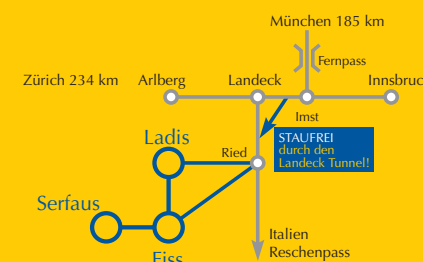 München 185 km
Fernpass
Zürich 234 km Arlberg Landeck Innsbruc
Imst
STAUFREI
durch den
Landeck Tunnel!
Ladis
Ried
Serfaus
Fiss
Italien
Reschenpass